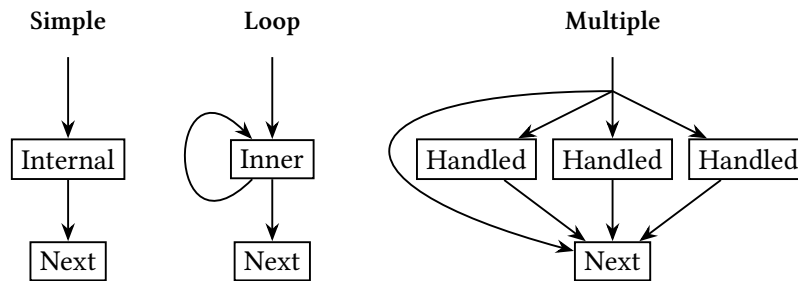 Simple Loop Multiple
Internal Inner Handled Handled Handled
Next Next Next